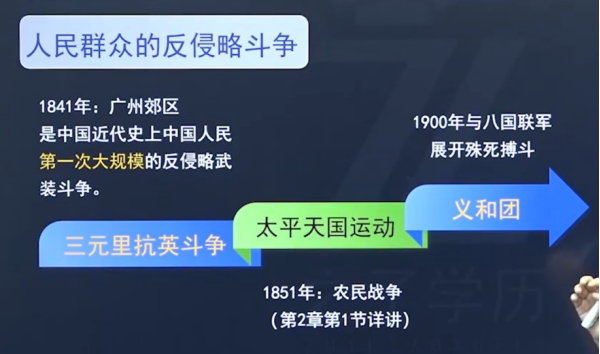 人民群众的反侵略斗争
1841年：广州郊区
是中国近代史上中国人民
第一次大规模的反侵略武
装斗争。
1900年与八国联军
展开殊死搏斗
义和团
太平天国运动
三元里抗英斗争
1851年：农民战争
（第2章第1节详讲）